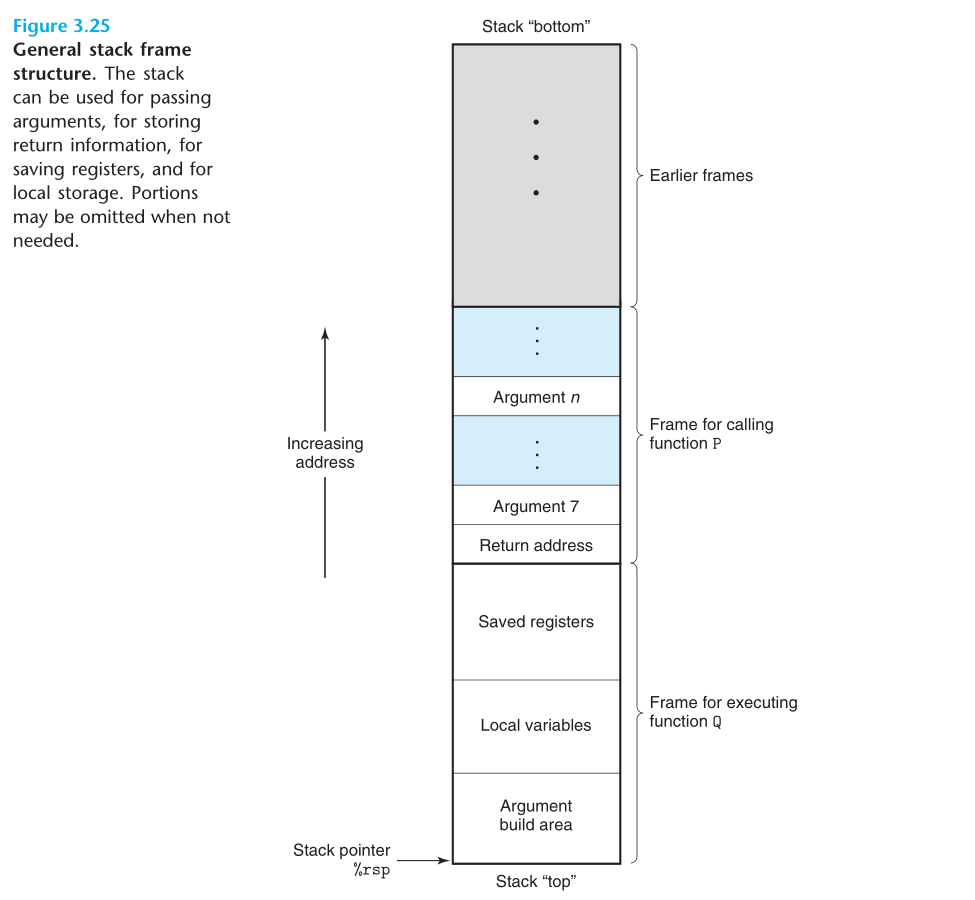 Figure 3.25
General stack frame
structure. The stack
can be used for passing
arguments, for storing
return information, for
saving registers, and for
local storage. Portions
may be omitted when not
needed.
Stack “bottom”
Earlier frames
Increasing
address
Argument n
Argument 7
Return address
Frame for calling
function P
Saved registers
Local variables
Argument
build area
Frame for executing
function Q
Stack pointer
%rsp
Stack “top”